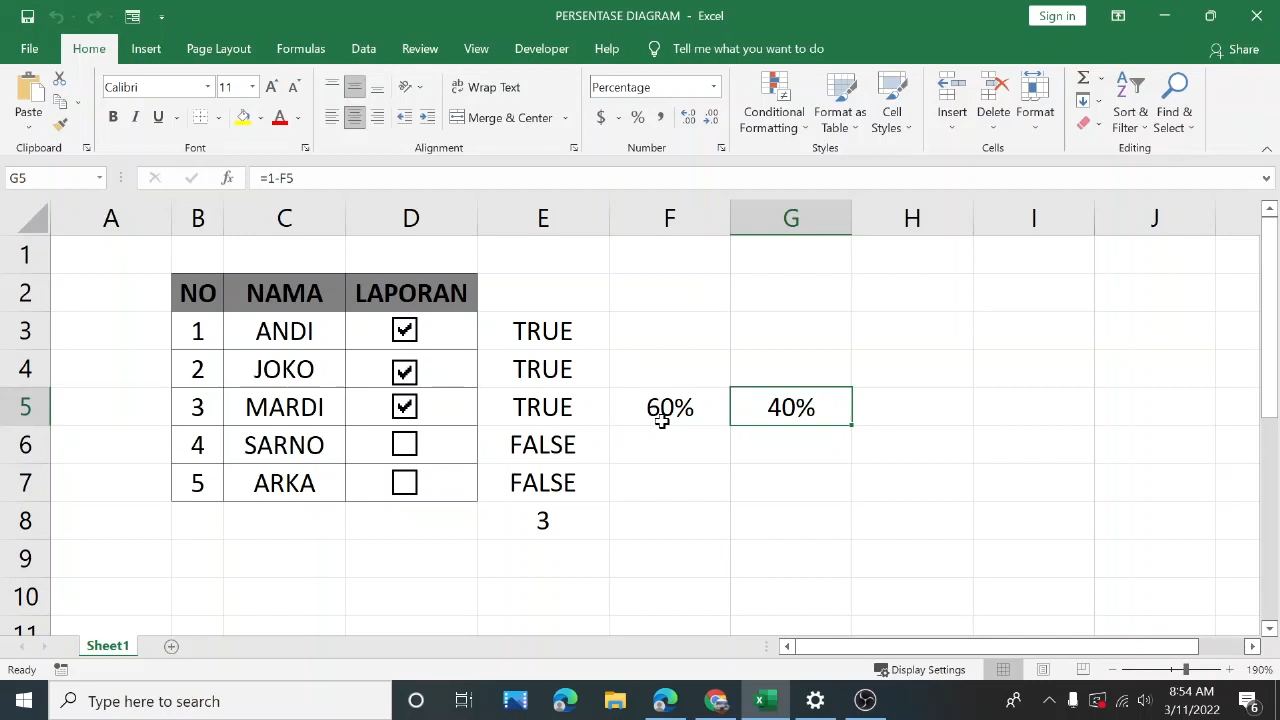 PERSENTASE DIAGRAM - Excel
Sign in
File Home Insert Page Layout Formulas Data Review View Developer Help Tell me what you want to do Share
Paste
Clipboard
Calibri 11
B I U
Font
Wrap Text
Merge & Center
Alignment
Percentage
$ % ,
Number
Conditional Formatting
Format as Table
Cell Styles
Styles
Insert
Delete
Format
Cells
Sort & Filter
Find & Select
Editing
G5 fx =1-F5
A B C D E F G H I J
1
2 NO NAMA LAPORAN
3 1 ANDI TRUE
4 2 JOKO TRUE
5 3 MARDI TRUE 60% 40%
6 4 SARNO FALSE
7 5 ARKA FALSE
8 3
9
10
11
Sheet1
Ready Display Settings 190%
Type here to search
8:54 AM
3/11/2022
6